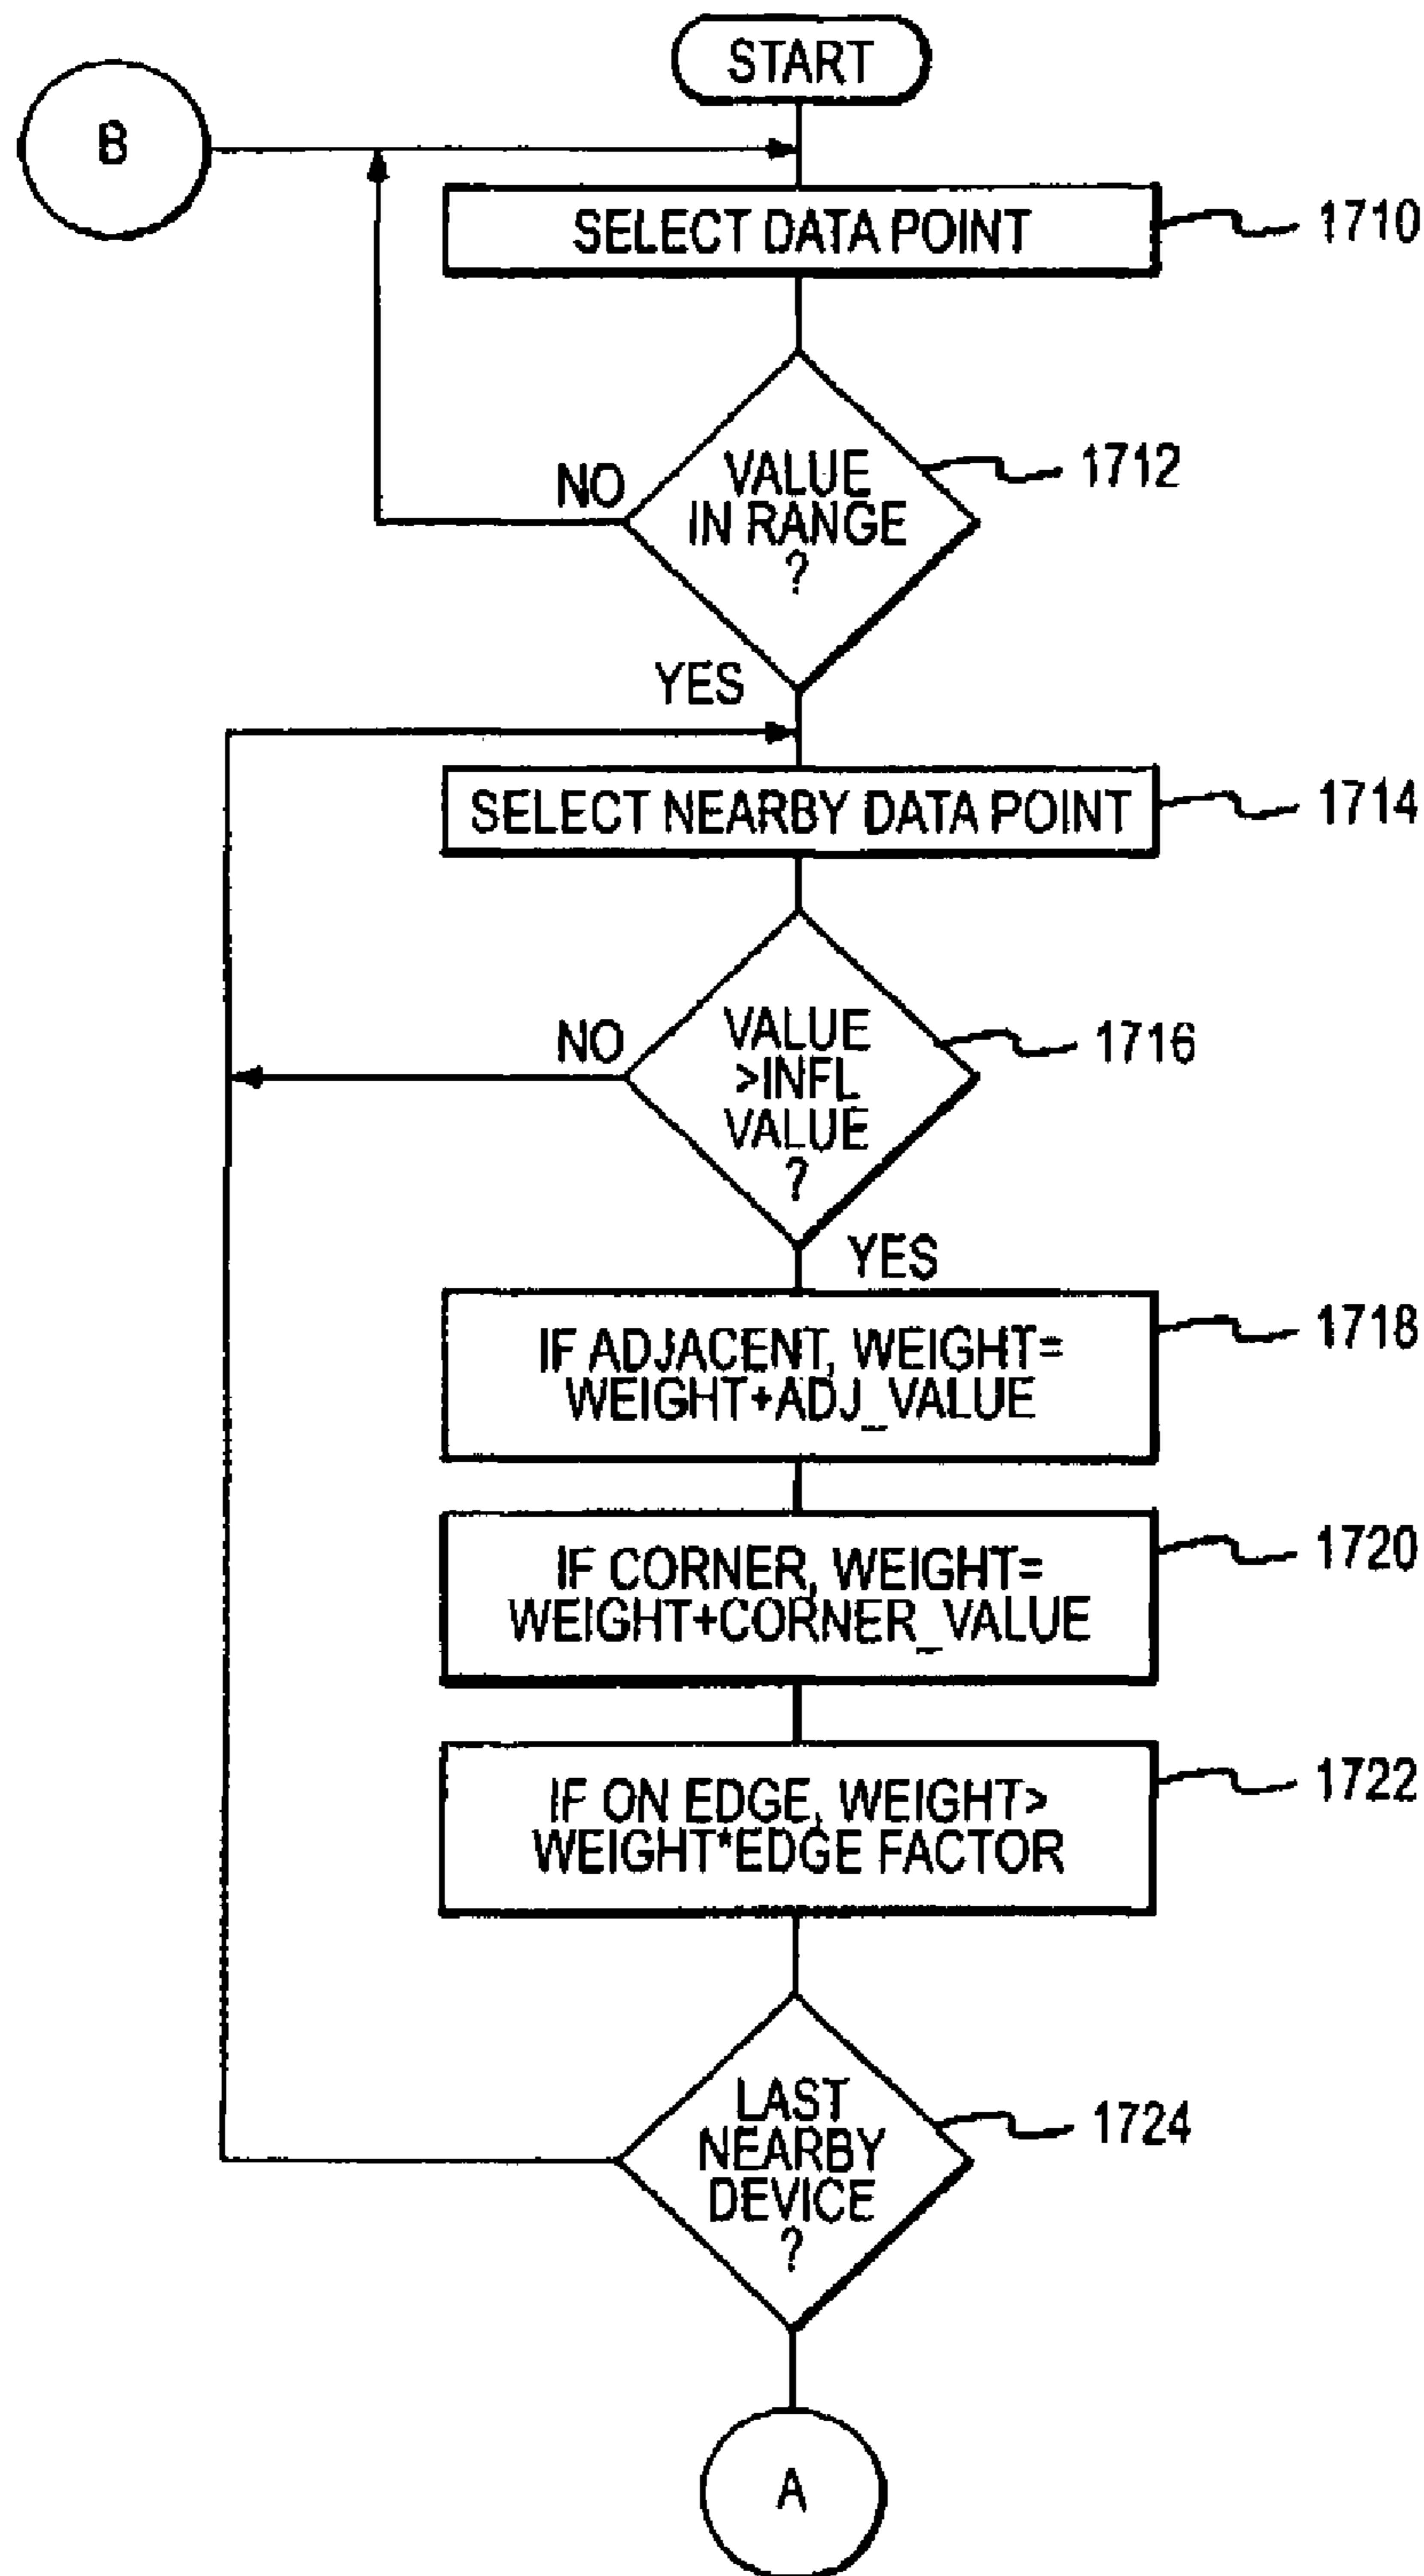 START
B
SELECT DATA POINT
1710
VALUE
IN RANGE
?
1712
NO
YES
SELECT NEARBY DATA POINT
1714
VALUE
>INFL
VALUE
?
1716
NO
YES
IF ADJACENT, WEIGHT=
WEIGHT+ADJ_VALUE
1718
IF CORNER, WEIGHT=
WEIGHT+CORNER_VALUE
1720
IF ON EDGE, WEIGHT>
WEIGHT*EDGE FACTOR
1722
LAST
NEARBY
DEVICE
?
1724
A